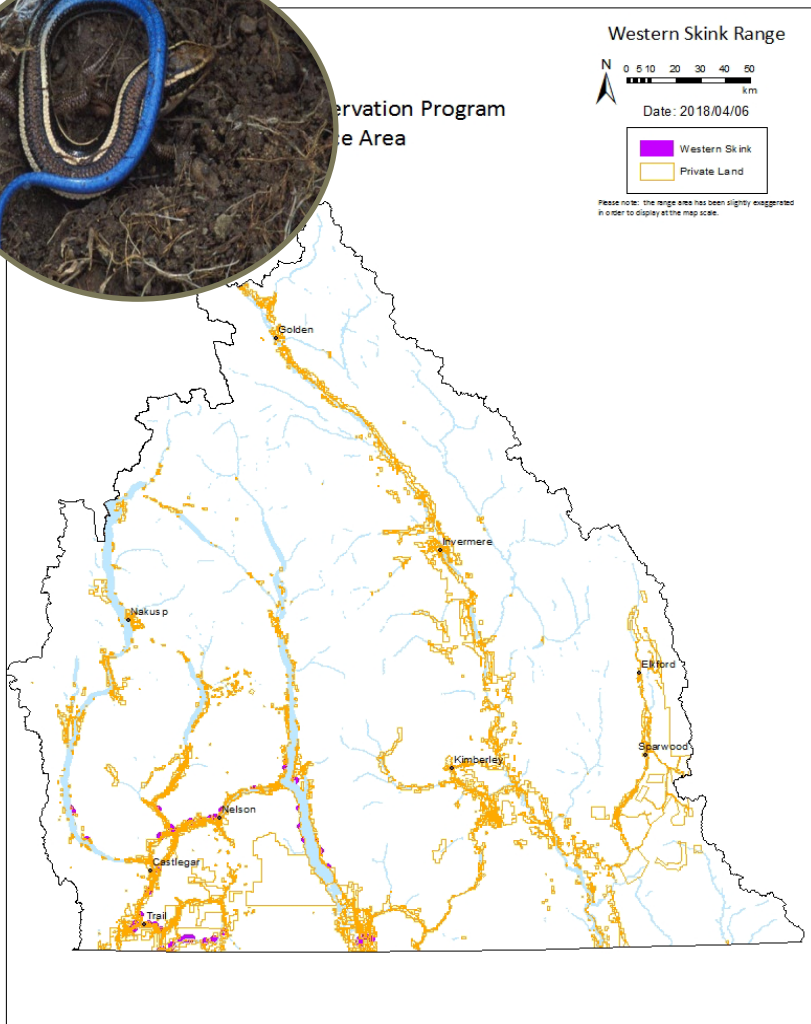 Western Skink Range
N
0 5 10 20 30 40 50
km
Date: 2018/04/06
Western Skink
Private Land
Please note: the range area has been slightly exaggerated
in order to display at the map scale.
ervation Program
e Area
Golden
Invermere
Nakusp
Elkford
Sparwood
Kimberley
Nelson
Castlegar
Trail